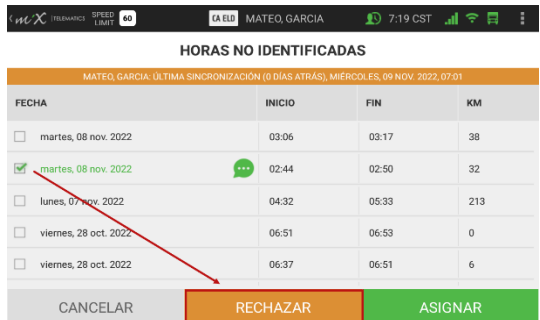 mX TELEMATICS SPEED LIMIT 60 CA ELD MATEO, GARCIA 7:19 CST
HORAS NO IDENTIFICADAS
MATEO, GARCIA: ÚLTIMA SINCRONIZACIÓN (0 DÍAS ATRÁS), MIÉRCOLES, 09 NOV. 2022, 07:01
FECHA INICIO FIN KM
martes, 08 nov. 2022 03:06 03:17 38
martes, 08 nov. 2022 02:44 02:50 32
lunes, 07 nov. 2022 04:32 05:33 213
viernes, 28 oct. 2022 06:51 06:53 0
viernes, 28 oct. 2022 06:37 06:51 6
CANCELAR RECHAZAR ASIGNAR